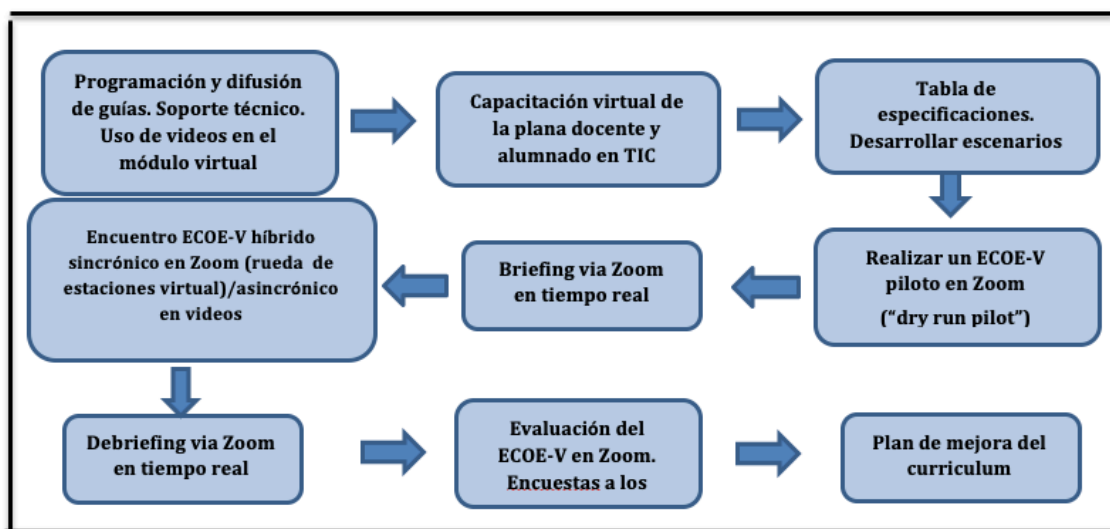 Programación y difusión
de guías. Soporte técnico.
Uso de videos en el
módulo virtual
Capacitación virtual de
la plana docente y
alumnado en TIC
Tabla de
especificaciones.
Desarrollar escenarios
Realizar un ECOE-V
piloto en Zoom
(“dry run pilot”)
Briefing via Zoom
en tiempo real
Encuentro ECOE-V híbrido
sincrónico en Zoom (rueda de
estaciones virtual)/asincrónico
en videos
Debriefing via Zoom
en tiempo real
Evaluación del
ECOE-V en Zoom.
Encuestas a los
Plan de mejora del
curriculum